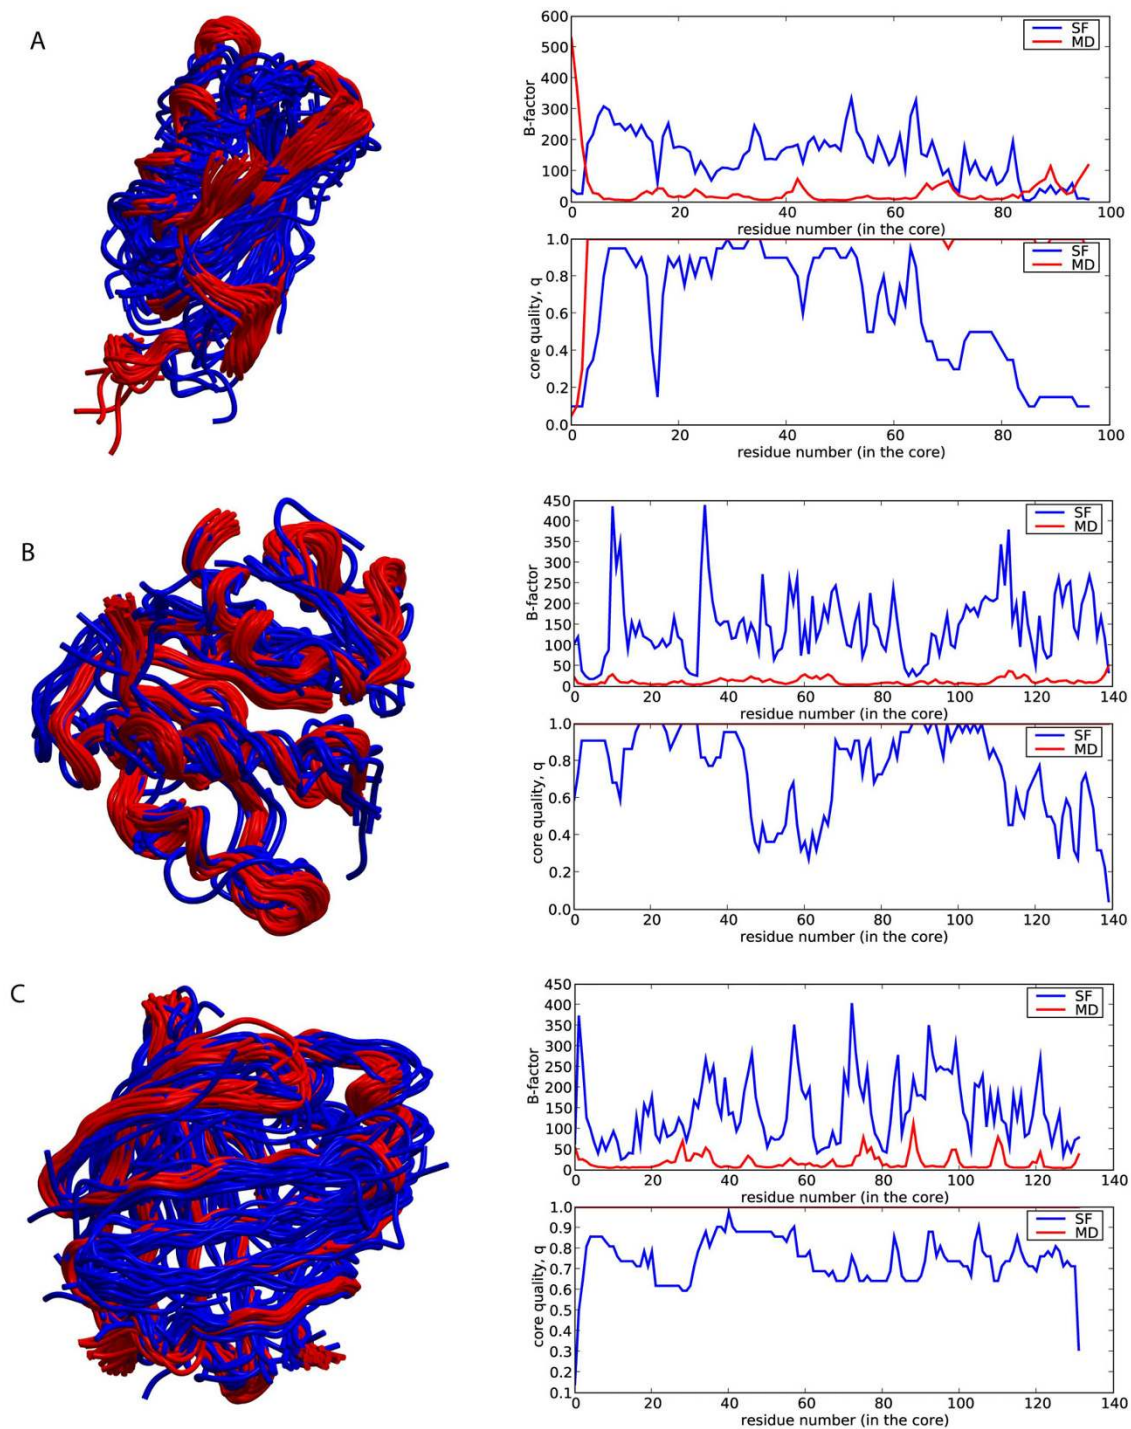 A
600
500
400
300
200
100
0
B-factor
SF
MD
0 20 40 60 80 100
residue number (in the core)
1.0
0.8
0.6
0.4
0.2
0.0
core quality, q
SF
MD
0 20 40 60 80 100
residue number (in the core)
B
450
400
350
300
250
200
150
100
50
0
B-factor
SF
MD
0 20 40 60 80 100 120 140
residue number (in the core)
1.0
0.8
0.6
0.4
0.2
0.0
core quality, q
SF
MD
0 20 40 60 80 100 120 140
residue number (in the core)
C
450
400
350
300
250
200
150
100
50
0
B-factor
SF
MD
0 20 40 60 80 100 120 140
residue number (in the core)
1.0
0.9
0.8
0.7
0.6
0.5
0.4
0.3
0.2
0.1
core quality, q
SF
MD
0 20 40 60 80 100 120 140
residue number (in the core)